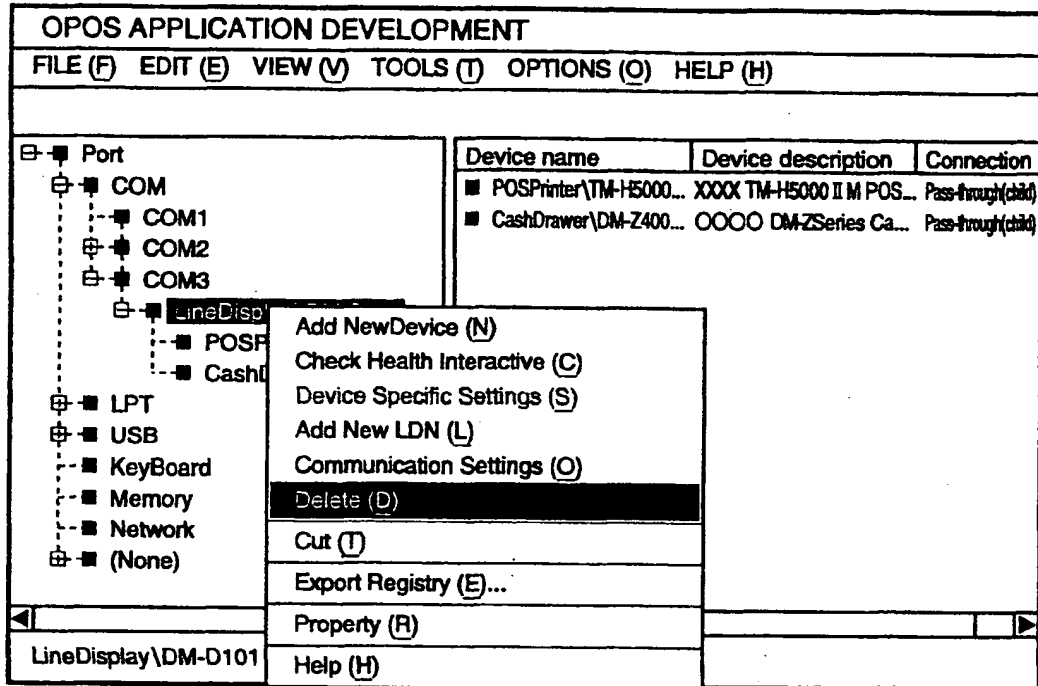 OPOS APPLICATION DEVELOPMENT
FILE (F) EDIT (E) VIEW (V) TOOLS (T) OPTIONS (O) HELP (H)
Port
COM
COM1
COM2
COM3
LineDisp
POSP
Cash
LPT
USB
KeyBoard
Memory
Network
(None)
Device name Device description Connection
POSPrinter\TM-H5000... XXXX TM-H5000 II M POS... Pass-through(child)
CashDrawer\DM-Z400... OOOO DM-ZSeries Ca... Pass-through(child)
Add NewDevice (N)
Check Health Interactive (C)
Device Specific Settings (S)
Add New LDN (L)
Communication Settings (O)
Delete (D)
Cut (T)
Export Registry (E)...
Property (R)
Help (H)
LineDisplay\DM-D101